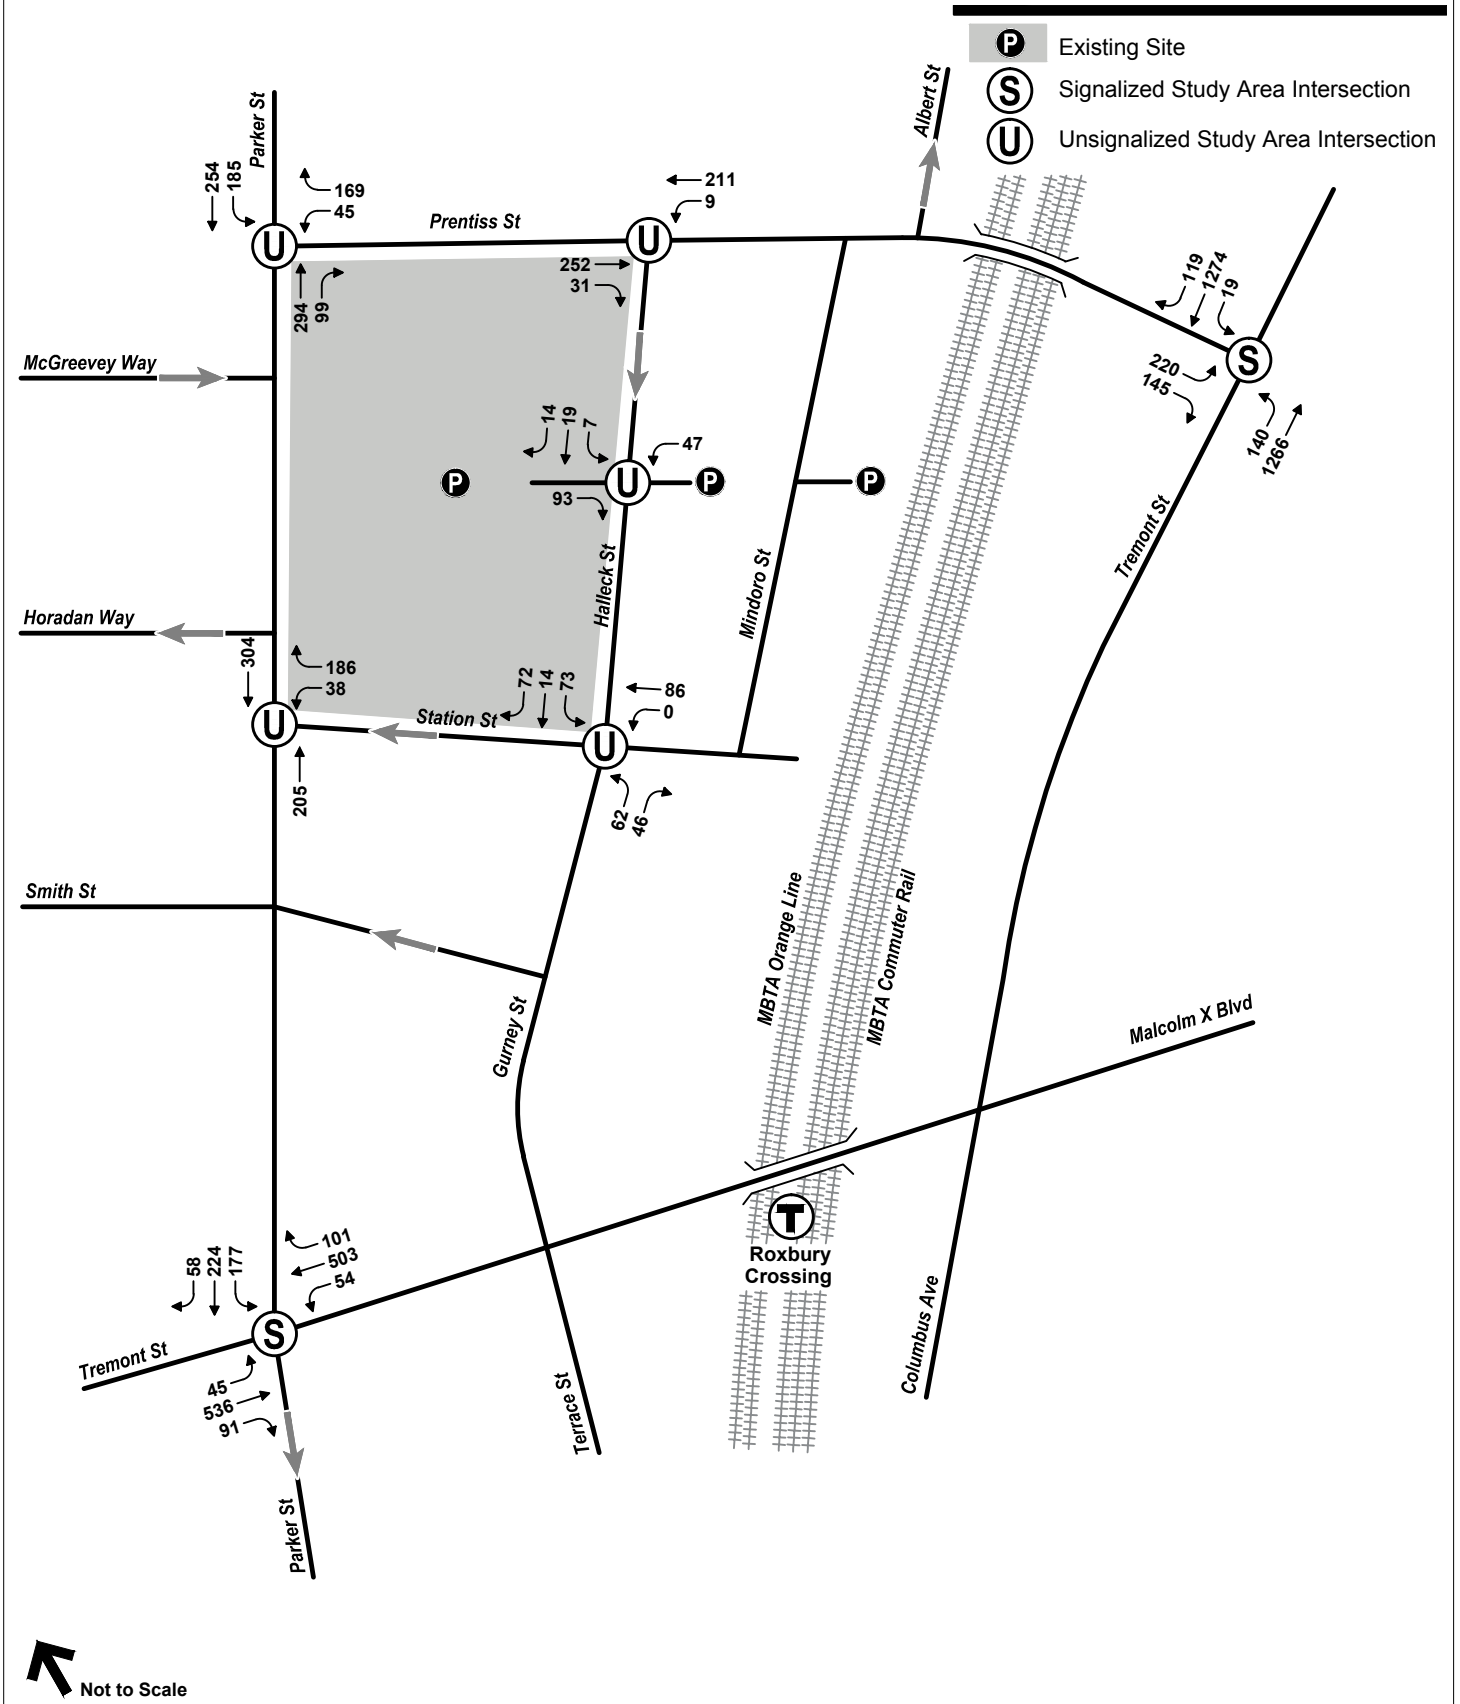 P Existing Site
S Signalized Study Area Intersection
U Unsignalized Study Area Intersection
Parker St
Albert St
254
185
169
45
U
Prentiss St
211
9
U
294
99
252
31
119
1274
19
S
220
145
140
1266
McGreevey Way
14
19
7
47
P
U
P
P
93
Halleck St
Mindoro St
Tremont St
Horadan Way
304
186
38
U
Station St
72
14
73
86
0
U
205
62
46
Smith St
MBTA Orange Line
MBTA Commuter Rail
Gurney St
Malcolm X Blvd
T
Roxbury
Crossing
58
224
177
101
503
54
S
Tremont St
45
536
91
Terrace St
Columbus Ave
Parker St
Not to Scale